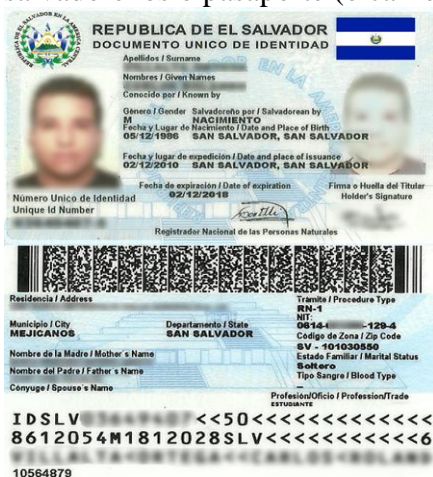 pasaporte
REPUBLICA DE EL SALVADOR
DOCUMENTO UNICO DE IDENTIDAD
Apellidos / Surname
Nombres / Given Names
Conocido por / Known by
Género / Gender Salvadoreño por / Salvadorean by
M NACIMIENTO
Fecha y Lugar de Nacimiento / Date and Place of Birth
05/12/1986 SAN SALVADOR, SAN SALVADOR
Fecha y lugar de expedición / Date and place of issuance
02/12/2010 SAN SALVADOR, SAN SALVADOR
Fecha de expiración / Date of expiration
02/12/2018
Firma o Huella del Titular
Holder's Signature
Número Unico de Identidad
Unique Id Number
Registrador Nacional de las Personas Naturales
Residencia / Address
Trámite / Procedure Type
RN-1
NIT:
0614- -129-4
Municipio / City
MEJICANOS
Departamento / State
SAN SALVADOR
Código de Zona / Zip Code
SV - 101030550
Nombre de la Madre / Mother's Name
Estado Familiar / Marital Status
Soltero
Nombre del Padre / Father's Name
Tipo Sangre / Blood Type
Cónyuge / Spouse's Name
Profesión/Oficio / Profession/Trade
ESTUDIANTE
IDSLV <<50<<<<<<<<<<<<<
8612054M1812028SLV<<<<<<<<<<<6
10564879